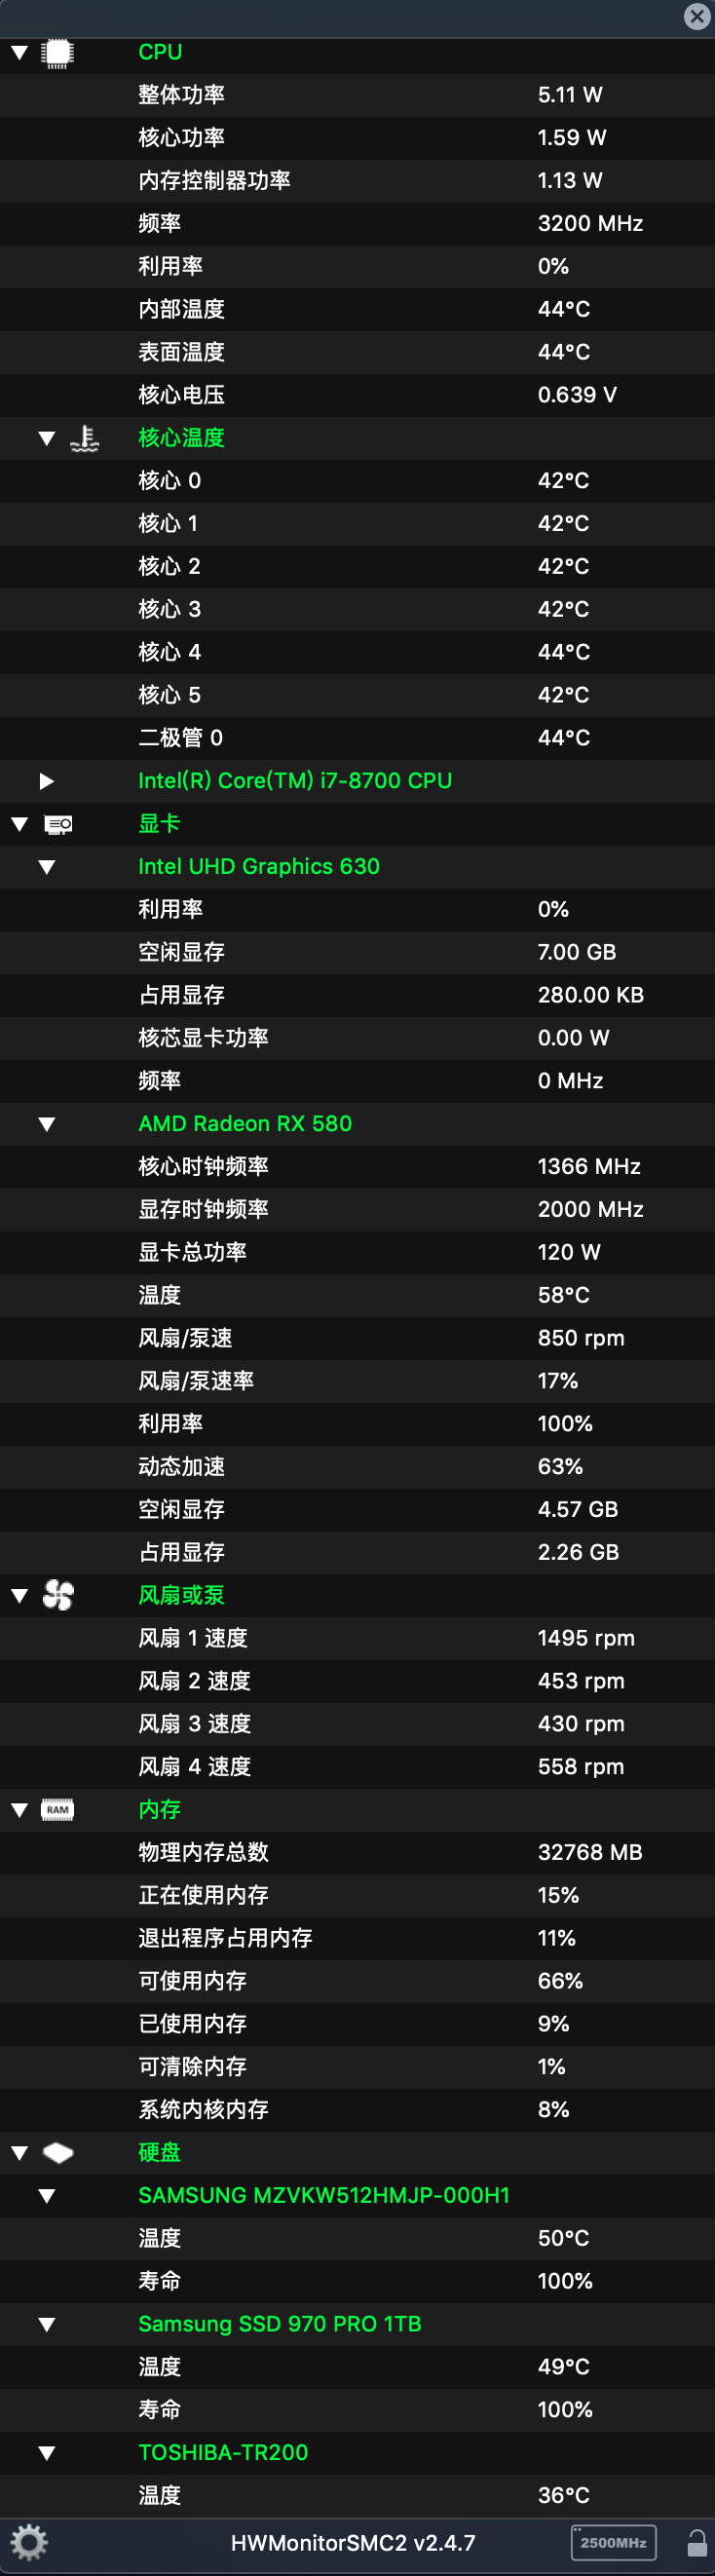 CPU
整体功率 5.11 W
核心功率 1.59 W
内存控制器功率 1.13 W
频率 3200 MHz
利用率 0%
内部温度 44°C
表面温度 44°C
核心电压 0.639 V
核心温度
核心 0 42°C
核心 1 42°C
核心 2 42°C
核心 3 42°C
核心 4 44°C
核心 5 42°C
二极管 0 44°C
Intel(R) Core(TM) i7-8700 CPU
显卡
Intel UHD Graphics 630
利用率 0%
空闲显存 7.00 GB
占用显存 280.00 KB
核芯显卡功率 0.00 W
频率 0 MHz
AMD Radeon RX 580
核心时钟频率 1366 MHz
显存时钟频率 2000 MHz
显卡总功率 120 W
温度 58°C
风扇/泵速 850 rpm
风扇/泵速率 17%
利用率 100%
动态加速 63%
空闲显存 4.57 GB
占用显存 2.26 GB
风扇或泵
风扇 1 速度 1495 rpm
风扇 2 速度 453 rpm
风扇 3 速度 430 rpm
风扇 4 速度 558 rpm
RAM 内存
物理内存总数 32768 MB
正在使用内存 15%
退出程序占用内存 11%
可使用内存 66%
已使用内存 9%
可清除内存 1%
系统内核内存 8%
硬盘
SAMSUNG MZVKW512HMJP-000H1
温度 50°C
寿命 100%
Samsung SSD 970 PRO 1TB
温度 49°C
寿命 100%
TOSHIBA-TR200
温度 36°C
HWMonitorSMC2 v2.4.7 2500MHz